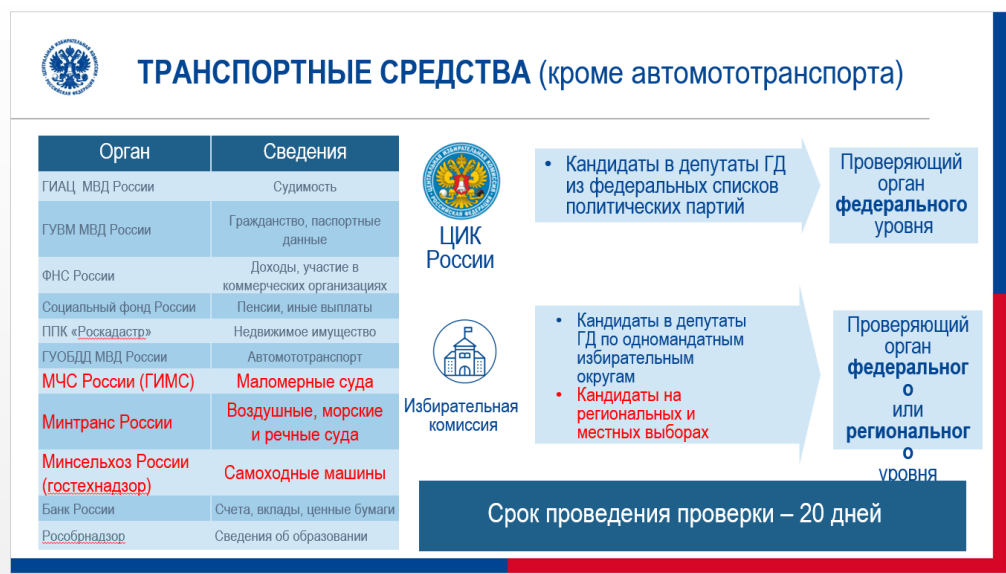 ТРАНСПОРТНЫЕ СРЕДСТВА (кроме автомототранспорта)
Орган Сведения
ГИАЦ МВД России Судимость
ГУВМ МВД России Гражданство, паспортные
данные
ФНС России Доходы, участие в
коммерческих организациях
Социальный фонд России Пенсии, иные выплаты
ППК «Роскадастр» Недвижимое имущество
ГУОБДД МВД России Автомототранспорт
МЧС России (ГИМС) Маломерные суда
Минтранс России Воздушные, морские
и речные суда
Минсельхоз России
(гостехнадзор) Самоходные машины
Банк России Счета, вклады, ценные бумаги
Рособрнадзор Сведения об образовании
ЦИК
России
• Кандидаты в депутаты ГД
из федеральных списков
политических партий
Проверяющий
орган
федерального
уровня
Избирательная
комиссия
• Кандидаты в депутаты
ГД по одномандатным
избирательным
округам
• Кандидаты на
региональных и
местных выборах
Проверяющий
орган
федеральног
о
или
региональног
о
уровня
Срок проведения проверки – 20 дней